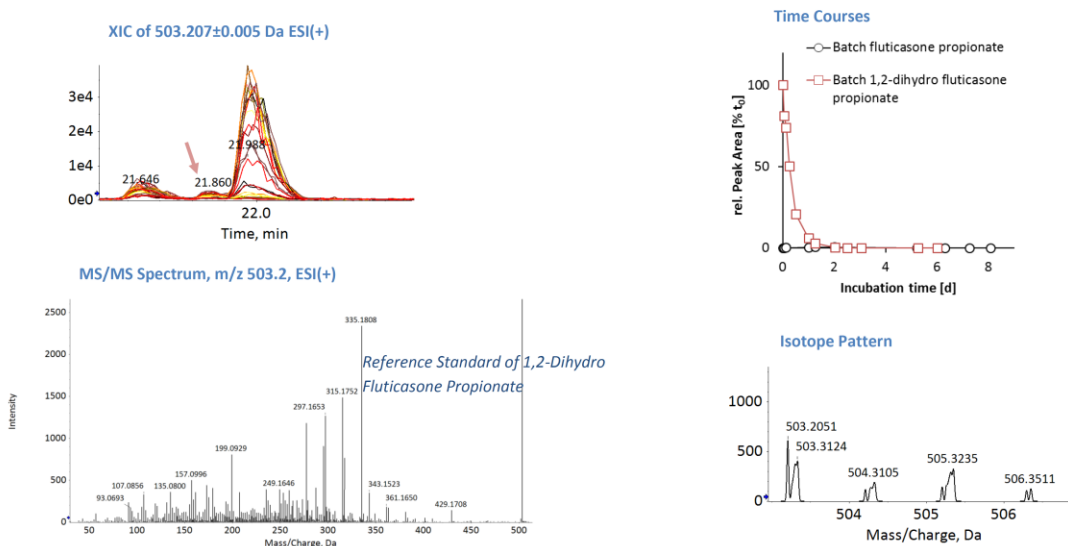 XIC of 503.207±0.005 Da ESI(+)
3e4
2e4
1e4
0e0
21.646
21.860
21.988
22.0
Time, min
MS/MS Spectrum, m/z 503.2, ESI(+)
2500
2000
1500
1000
500
0
Intensity
335.1808
Reference Standard of 1,2-Dihydro
Fluticasone Propionate
315.1752
297.1653
199.0929
157.0996
107.0856
135.0800
93.0693
249.1646
343.1523
361.1650
429.1708
50 100 150 200 250 300 350 400 450 500
Mass/Charge, Da
Time Courses
Batch fluticasone propionate
Batch 1,2-dihydro fluticasone
propionate
rel. Peak Area [% t0]
100
50
0
0 2 4 6 8
Incubation time [d]
Isotope Pattern
1000
500
0
503.2051
503.3124
504.3105
505.3235
506.3511
504 505 506
Mass/Charge, Da